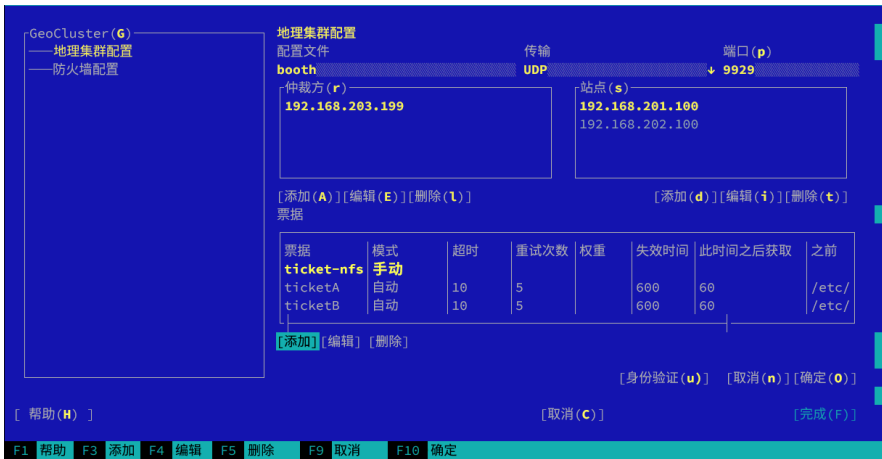 GeoCluster(G)
地理集群配置
防火墙配置
地理集群配置
配置文件 传输 端口(p)
booth UDP ↓ 9929
仲裁方(r) 站点(s)
192.168.203.199 192.168.201.100
192.168.202.100
[添加(A)][编辑(E)][删除(l)] [添加(d)][编辑(i)][删除(t)]
票据
票据 模式 超时 重试次数 权重 失效时间 此时间之后获取 之前
ticket-nfs 手动
ticketA 自动 10 5 600 60 /etc/
ticketB 自动 10 5 600 60 /etc/
[添加][编辑] [删除]
[身份验证(u)] [取消(n)][确定(O)]
[ 帮助(H) ] [取消(C)] [完成(F)]
F1 帮助 F3 添加 F4 编辑 F5 删除 F9 取消 F10 确定